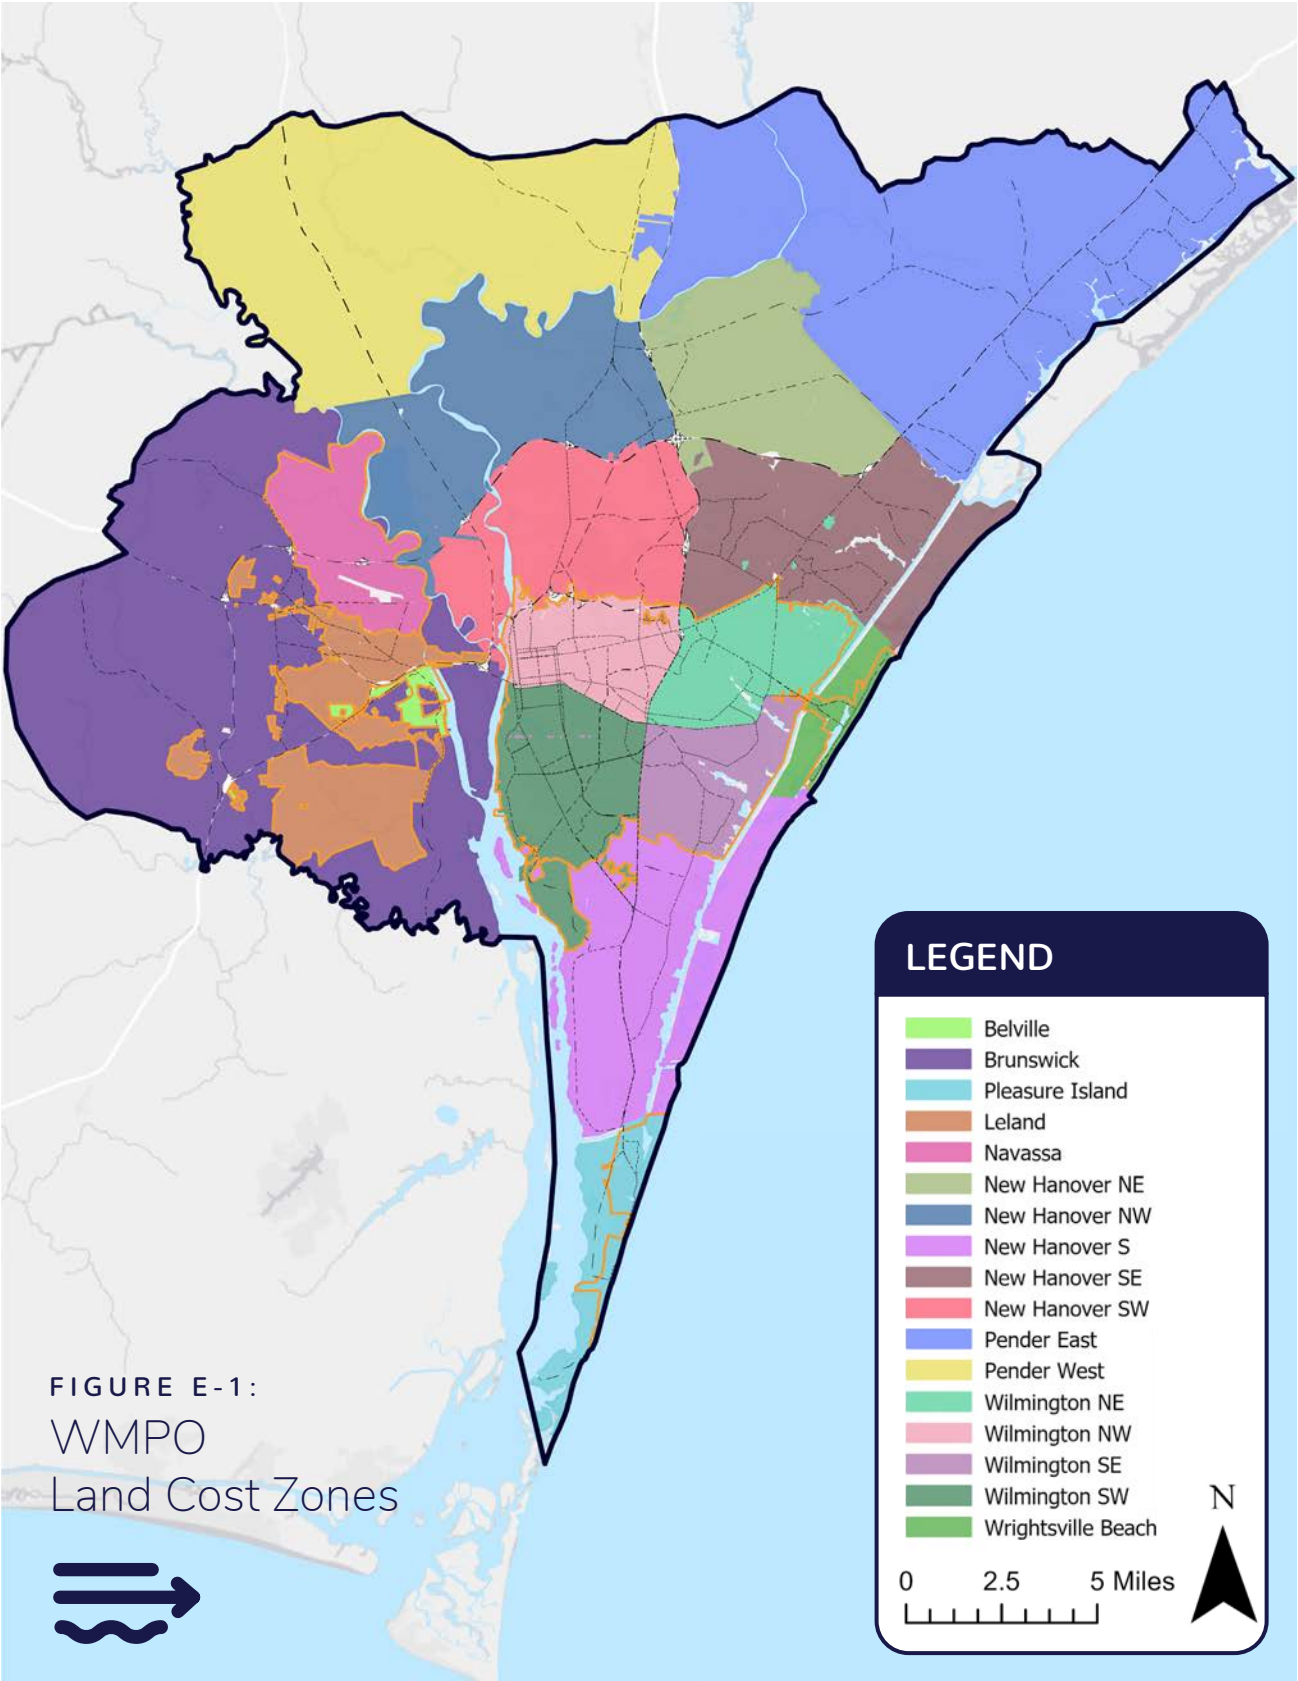 LEGEND
Belville
Brunswick
Pleasure Island
Leland
Navassa
New Hanover NE
New Hanover NW
New Hanover S
New Hanover SE
New Hanover SW
Pender East
Pender West
Wilmington NE
Wilmington NW
Wilmington SE
Wilmington SW
Wrightsville Beach
N
0 2.5 5 Miles
FIGURE E-1:
WMPO
Land Cost Zones